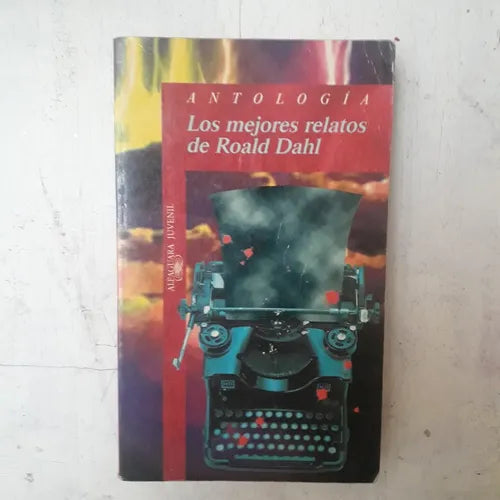 ANTOLOGÍA
Los mejores relatos
de Roald Dahl
ALFAGUARA JUVENIL